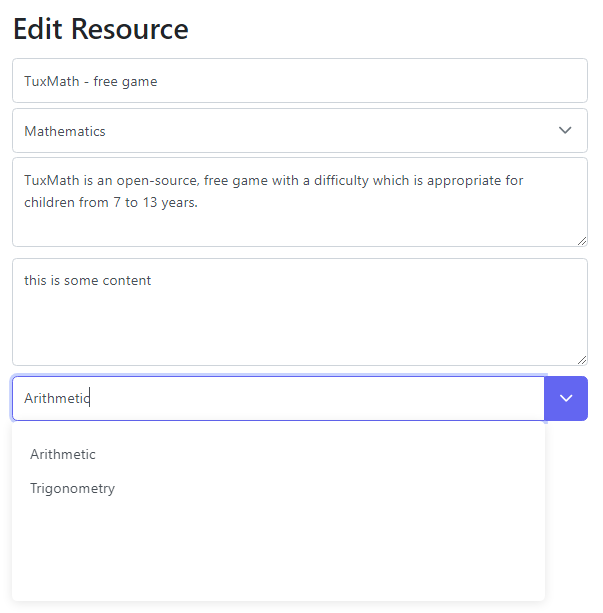 Edit Resource
TuxMath - free game
Mathematics
TuxMath is an open-source, free game with a difficulty which is appropriate for
children from 7 to 13 years.
this is some content
Arithmetic
Arithmetic
Trigonometry